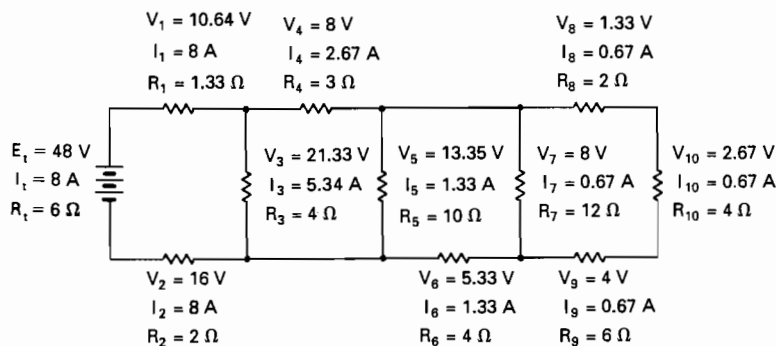 V₁ = 10.64 V
I₁ = 8 A
R₁ = 1.33 Ω
V₄ = 8 V
I₄ = 2.67 A
R₄ = 3 Ω
V₈ = 1.33 V
I₈ = 0.67 A
R₈ = 2 Ω
Eₜ = 48 V
Iₜ = 8 A
Rₜ = 6 Ω
V₃ = 21.33 V
I₃ = 5.34 A
R₃ = 4 Ω
V₅ = 13.35 V
I₅ = 1.33 A
R₅ = 10 Ω
V₇ = 8 V
I₇ = 0.67 A
R₇ = 12 Ω
V₁₀ = 2.67 V
I₁₀ = 0.67 A
R₁₀ = 4 Ω
V₂ = 16 V
I₂ = 8 A
R₂ = 2 Ω
V₆ = 5.33 V
I₆ = 1.33 A
R₆ = 4 Ω
V₉ = 4 V
I₉ = 0.67 A
R₉ = 6 Ω